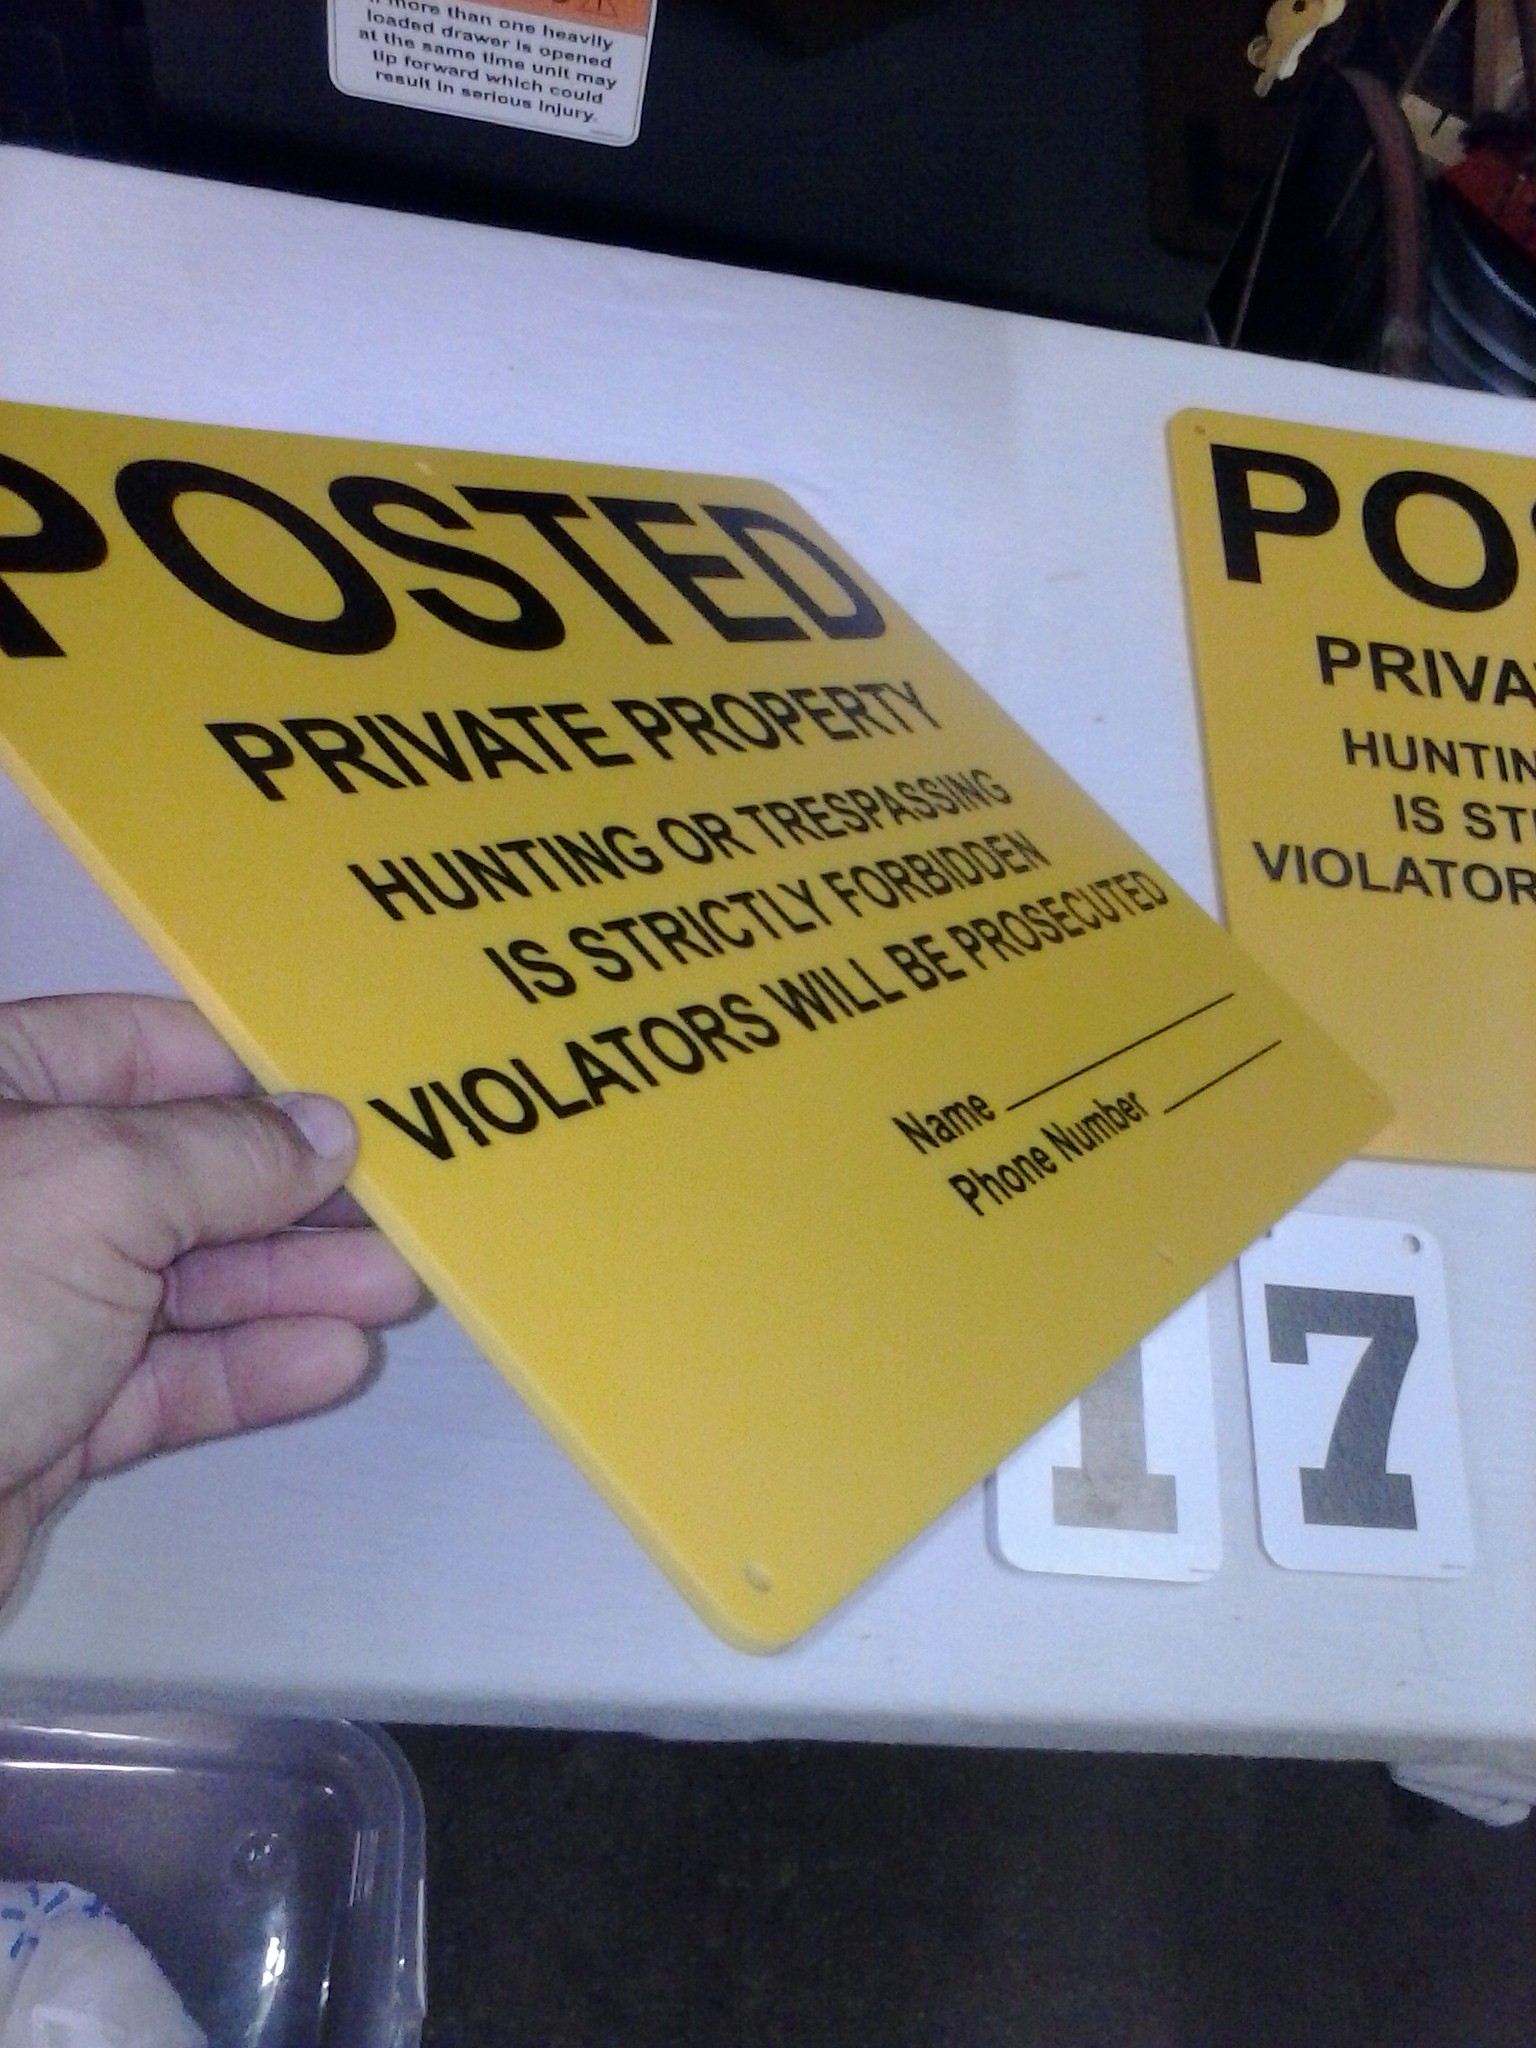 more than one heavily
loaded drawer is opened
at the same time unit may
tip forward which could
result in serious injury.
POSTED
PRIVATE PROPERTY
HUNTING OR TRESPASSING
IS STRICTLY FORBIDDEN
VIOLATORS WILL BE PROSECUTED
Name
Phone Number
POS
PRIVA
HUNTIN
IS ST
VIOLATOR
1 7